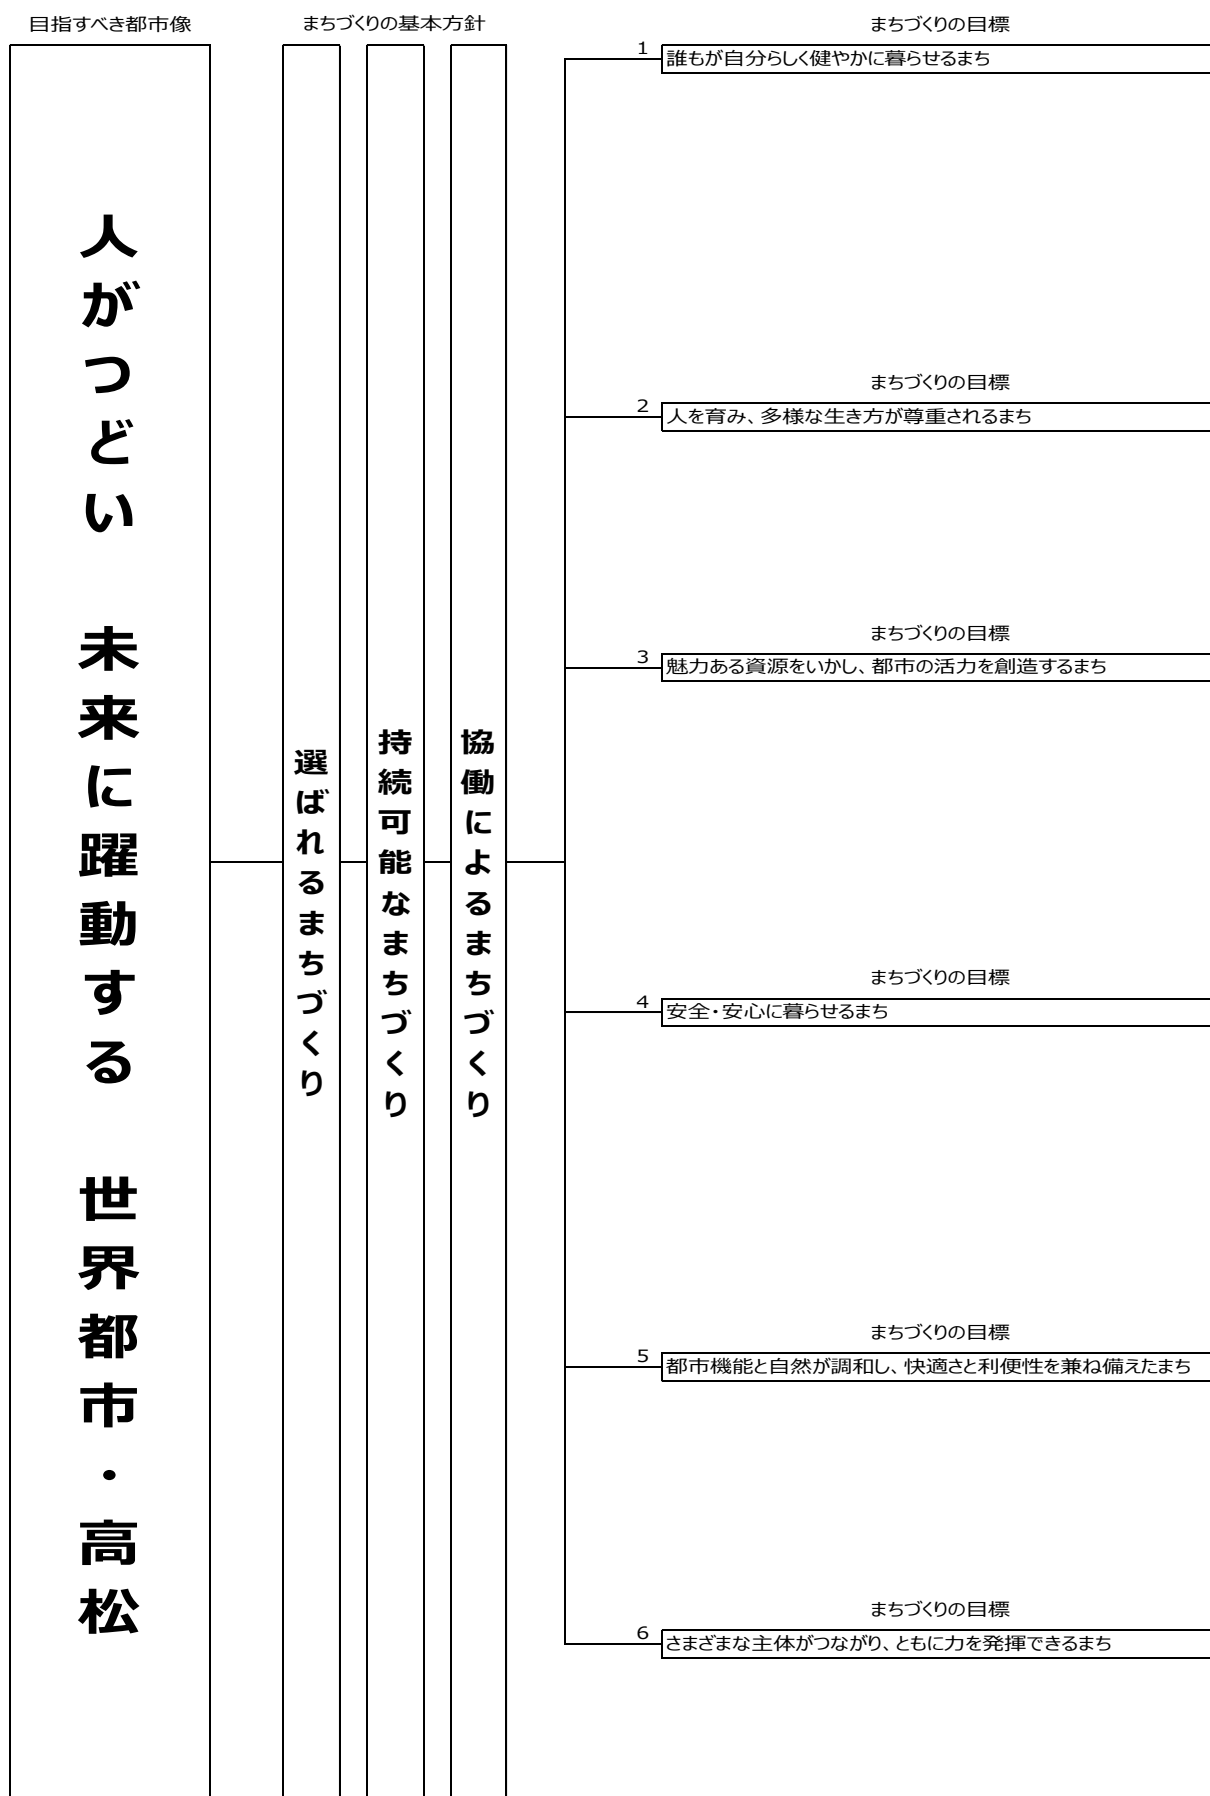 目指すべき都市像
人がつどい 未来に躍動する 世界都市・高松
まちづくりの基本方針
選ばれるまちづくり
持続可能なまちづくり
協働によるまちづくり
まちづくりの目標
1 誰もが自分らしく健やかに暮らせるまち
まちづくりの目標
2 人を育み、多様な生き方が尊重されるまち
まちづくりの目標
3 魅力ある資源をいかし、都市の活力を創造するまち
まちづくりの目標
4 安全・安心に暮らせるまち
まちづくりの目標
5 都市機能と自然が調和し、快適さと利便性を兼ね備えたまち
まちづくりの目標
6 さまざまな主体がつながり、ともに力を発揮できるまち